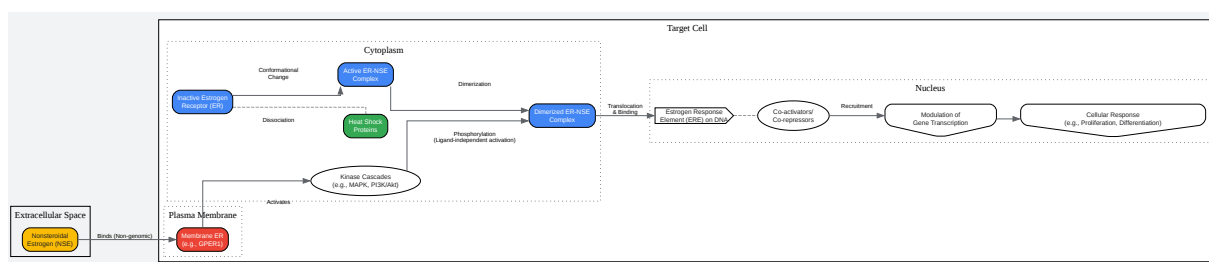 Target Cell
Cytoplasm
Conformational
Change
Active ER-NSE
Complex
Dimerization
Inactive Estrogen
Receptor (ER)
Dissociation
Heat Shock
Proteins
Dimerized ER-NSE
Complex
Phosphorylation
(Ligand-independent activation)
Kinase Cascades
(e.g., MAPK, PI3K/Akt)
Activates
Translocation
& Binding
Nucleus
Estrogen Response
Element (ERE) on DNA
Co-activators/
Co-repressors
Recruitment
Modulation of
Gene Transcription
Cellular Response
(e.g., Proliferation, Differentiation)
Extracellular Space
Nonsteroidal
Estrogen (NSE)
Binds (Non-genomic)
Plasma Membrane
Membrane ER
(e.g., GPER1)